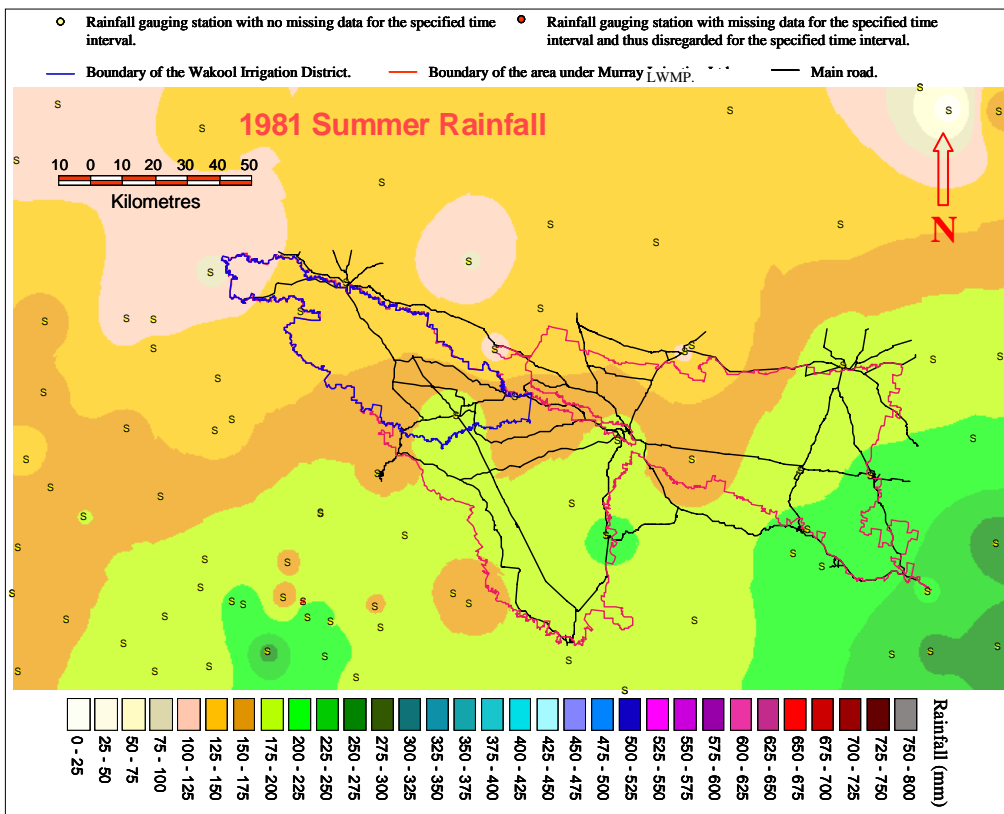 Rainfall gauging station with no missing data for the specified time
interval.
Rainfall gauging station with missing data for the specified time
interval and thus disregarded for the specified time interval.
Boundary of the Wakool Irrigation District.
Boundary of the area under Murray
LWMP.
Main road.
1981 Summer Rainfall
10 0 10 20 30 40 50
Kilometres
N
0 - 25
25 - 50
50 - 75
75 - 100
100 - 125
125 - 150
150 - 175
175 - 200
200 - 225
225 - 250
250 - 275
275 - 300
300 - 325
325 - 350
350 - 375
375 - 400
400 - 425
425 - 450
450 - 475
475 - 500
500 - 525
525 - 550
550 - 575
575 - 600
600 - 625
625 - 650
650 - 675
675 - 700
700 - 725
725 - 750
750 - 800
Rainfall (mm)